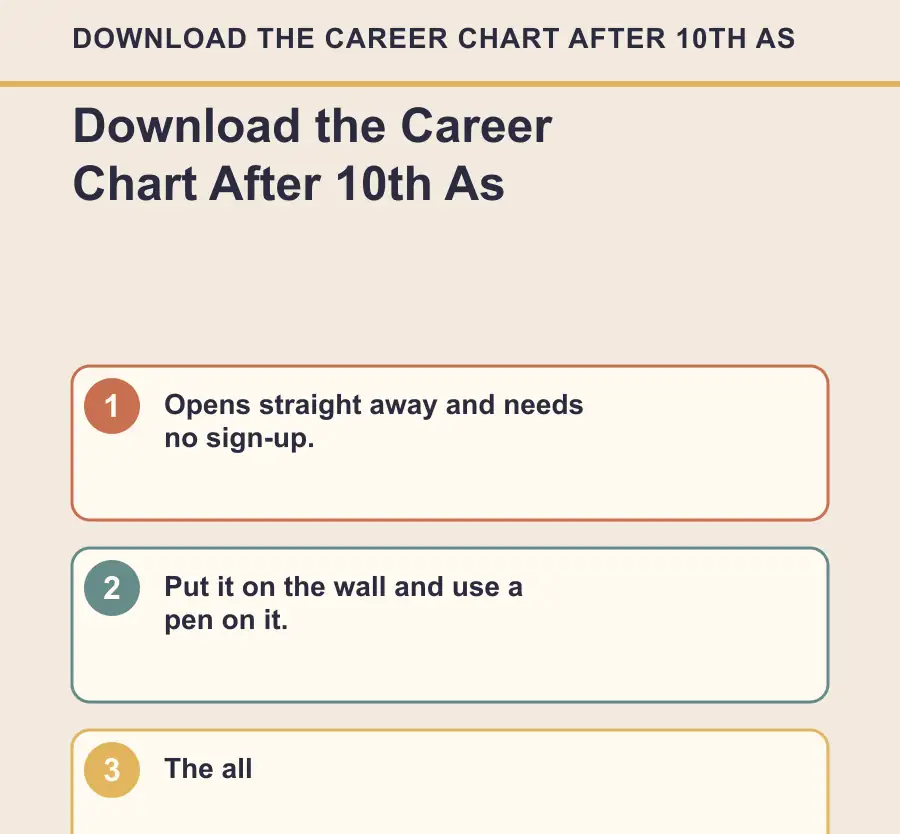 DOWNLOAD THE CAREER CHART AFTER 10TH AS
Download the Career
Chart After 10th As
1
Opens straight away and needs
no sign-up.
2
Put it on the wall and use a
pen on it.
3
The all